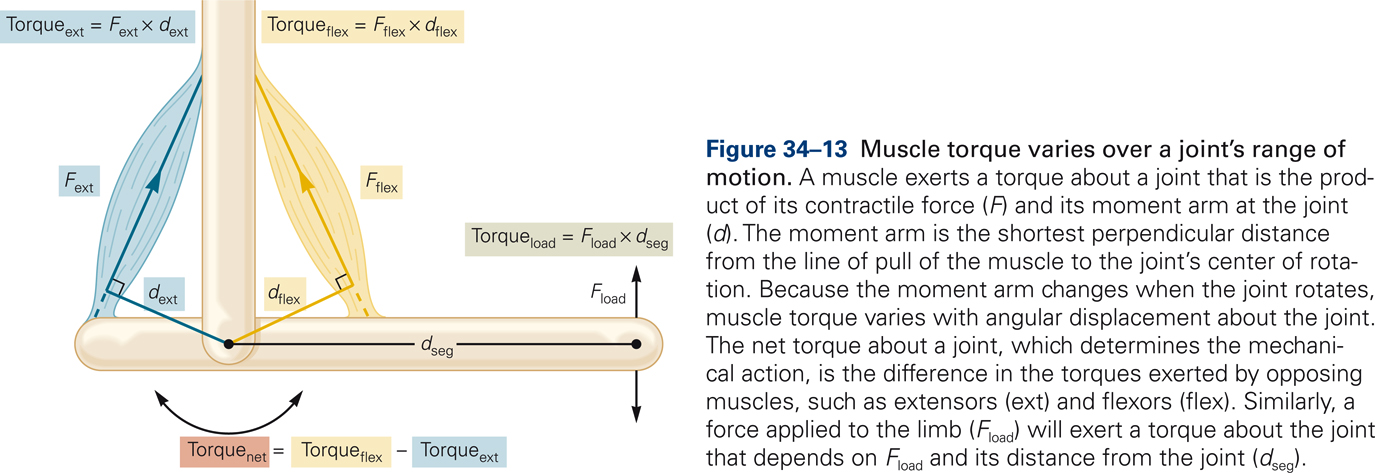 Torque_ext = F_ext × d_ext
Torque_flex = F_flex × d_flex
F_ext
F_flex
Torque_load = F_load × d_seg
d_ext
d_flex
F_load
d_seg
Torque_net = Torque_flex − Torque_ext
Figure 34–13 Muscle torque varies over a joint’s range of
motion. A muscle exerts a torque about a joint that is the prod-
uct of its contractile force (F) and its moment arm at the joint
(d). The moment arm is the shortest perpendicular distance
from the line of pull of the muscle to the joint’s center of rota-
tion. Because the moment arm changes when the joint rotates,
muscle torque varies with angular displacement about the joint.
The net torque about a joint, which determines the mechani-
cal action, is the difference in the torques exerted by opposing
muscles, such as extensors (ext) and flexors (flex). Similarly, a
force applied to the limb (F_load) will exert a torque about the joint
that depends on F_load and its distance from the joint (d_seg).